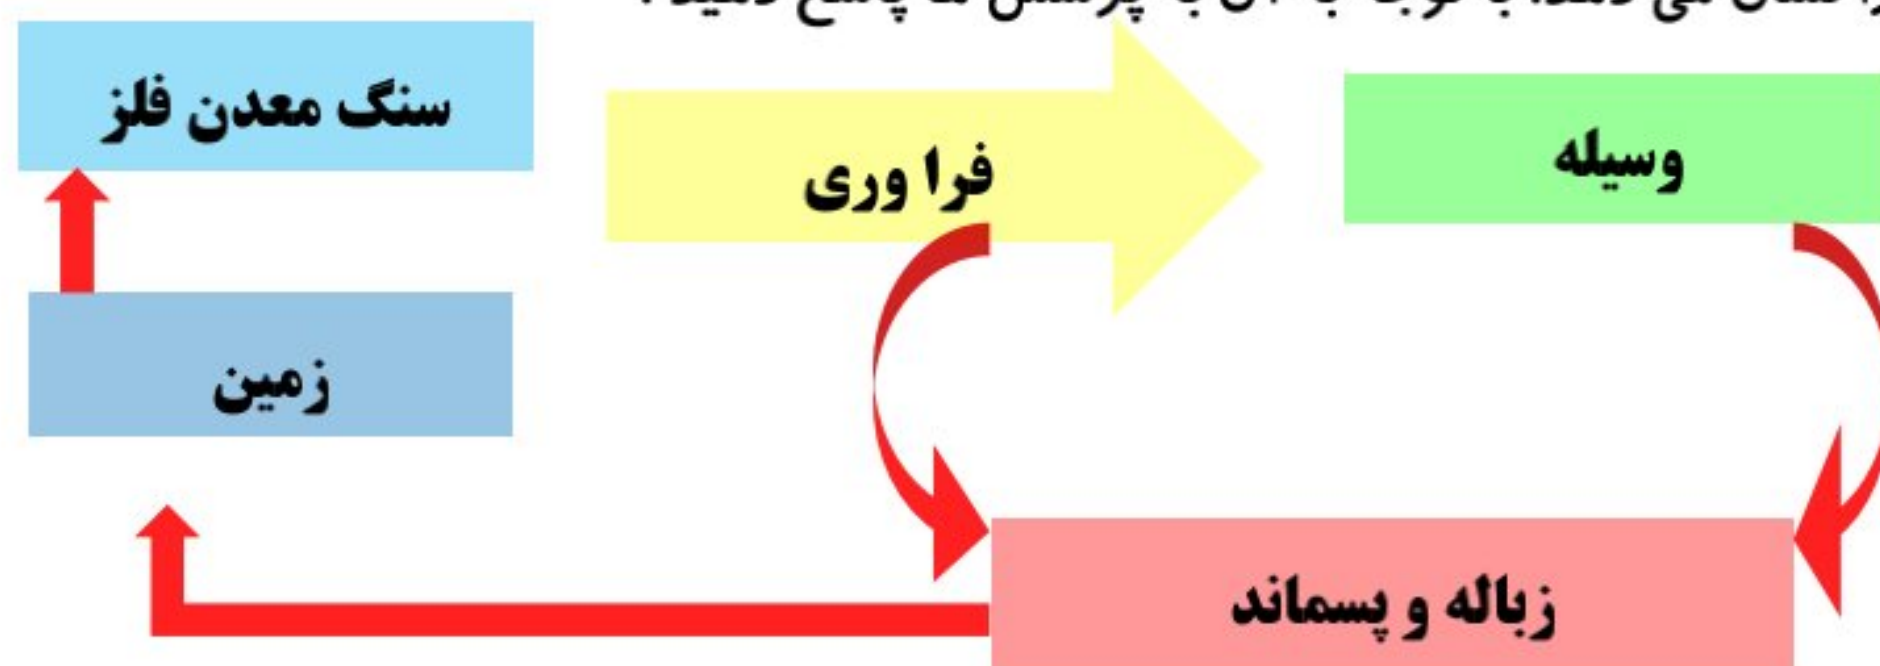 سنگ معدن فلز
فرا وری
وسیله
زمین
زباله و پسماند